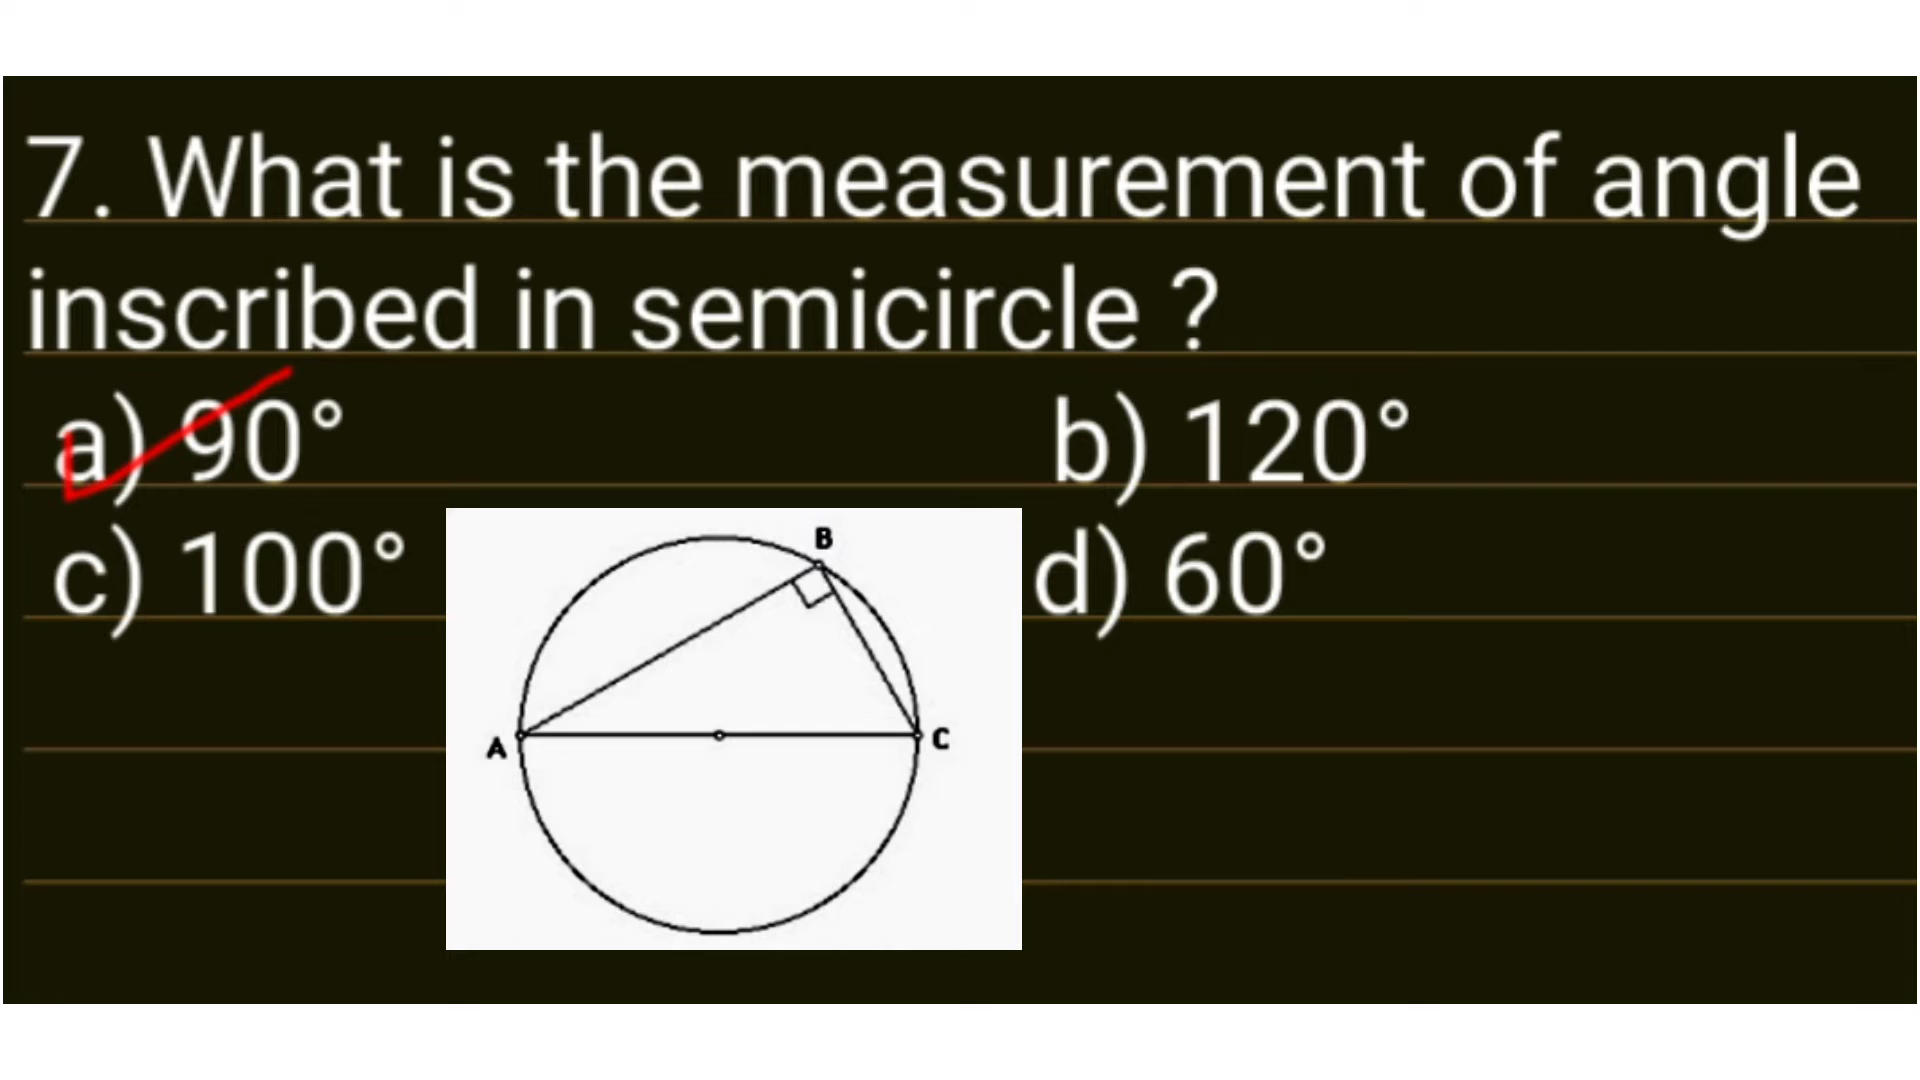 7. What is the measurement of angle
inscribed in semicircle ?
a) 90° b) 120°
c) 100° d) 60°
B
A
C